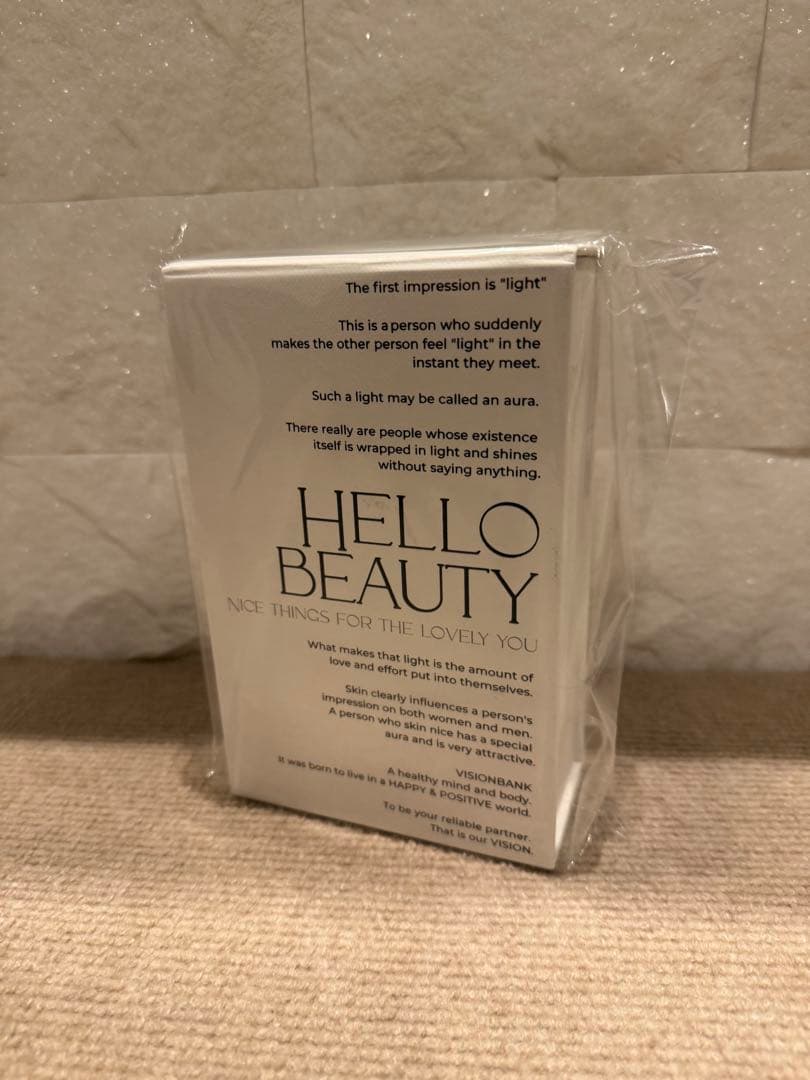 The first impression is "light"
This is a person who suddenly
makes the other person feel "light" in the
instant they meet.
Such a light may be called an aura.
There really are people whose existence
itself is wrapped in light and shines
without saying anything.
HELLO
BEAUTY
NICE THINGS FOR THE LOVELY YOU
What makes that light is the amount of
love and effort put into themselves.
Skin clearly influences a person's
impression on both women and men.
A person who skin nice has a special
aura and is very attractive.
VISIONBANK
A healthy mind and body.
It was born to live in a HAPPY & POSITIVE world.
To be your reliable partner.
That is our VISION.